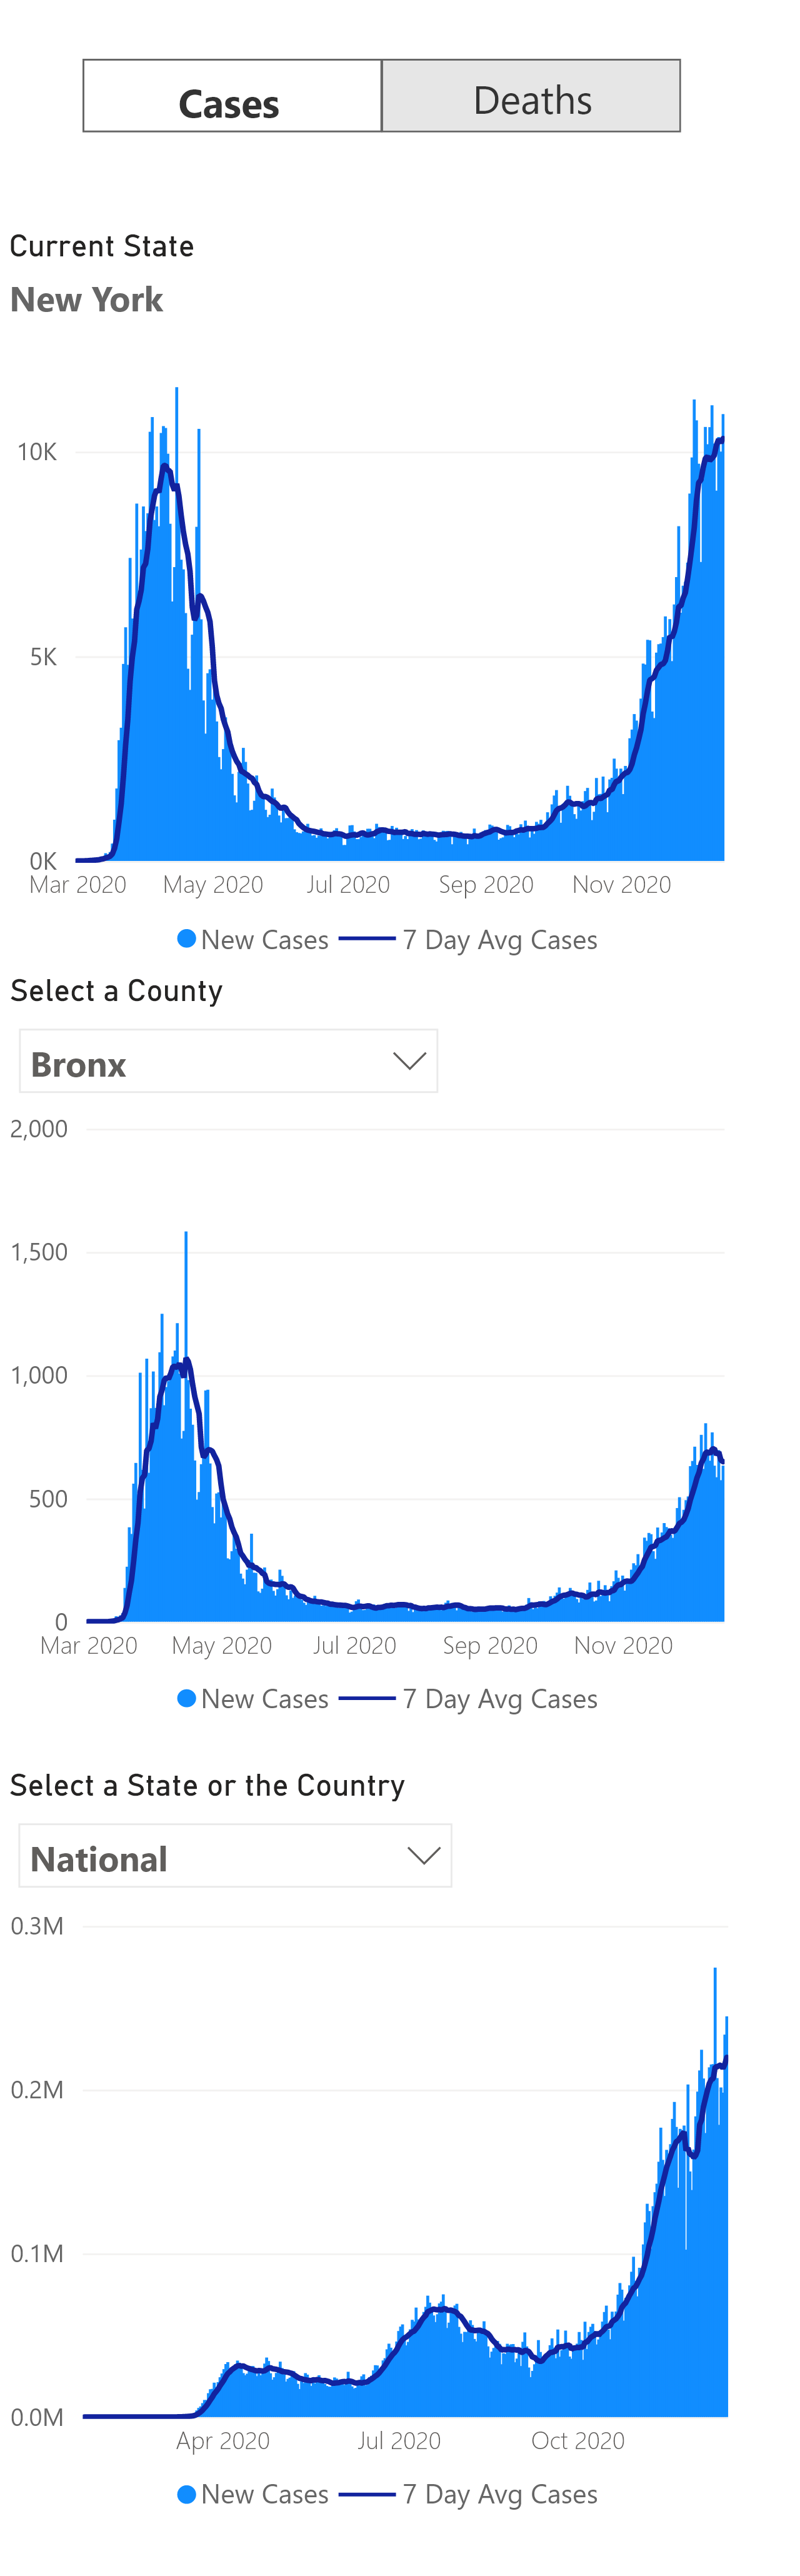 Cases Deaths
Current State
New York
10K
5K
0K
Mar 2020 May 2020 Jul 2020 Sep 2020 Nov 2020
New Cases 7 Day Avg Cases
Select a County
Bronx
2,000
1,500
1,000
500
0
Mar 2020 May 2020 Jul 2020 Sep 2020 Nov 2020
New Cases 7 Day Avg Cases
Select a State or the Country
National
0.3M
0.2M
0.1M
0.0M
Apr 2020 Jul 2020 Oct 2020
New Cases 7 Day Avg Cases